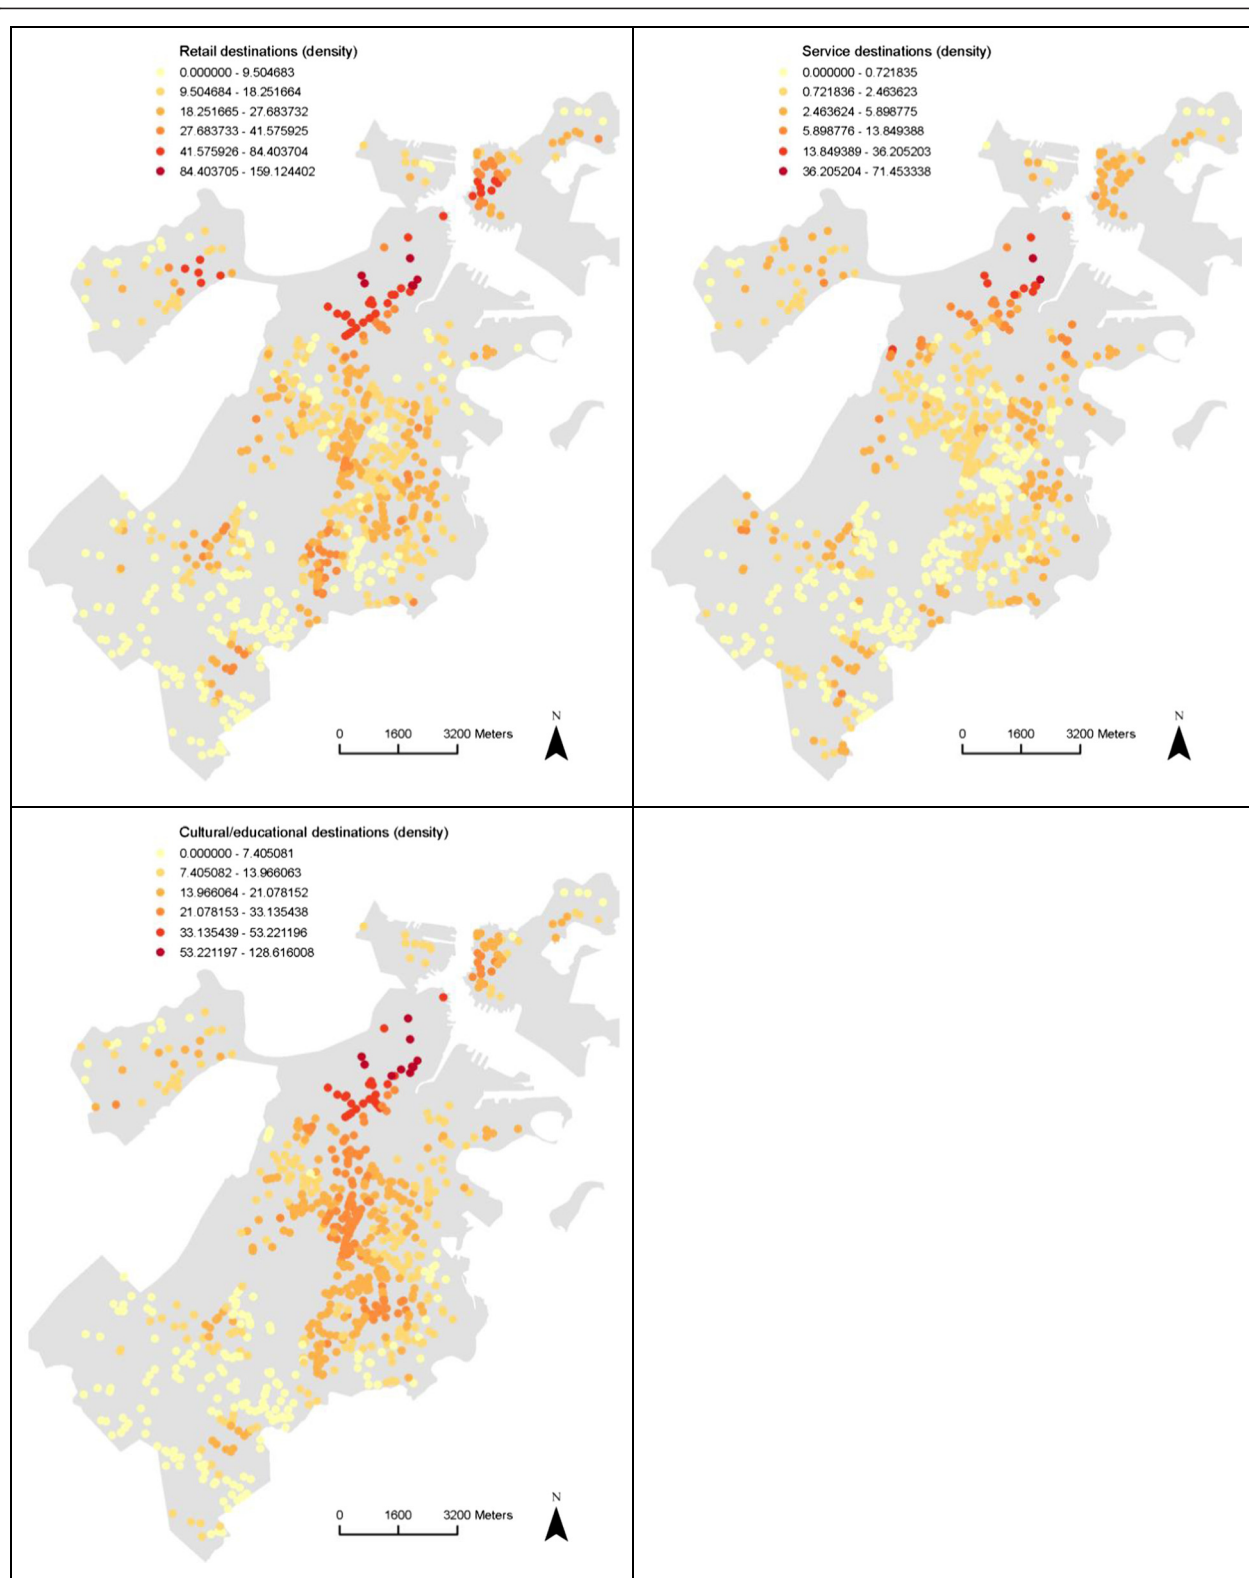 Retail destinations (density)
0.000000 - 9.504683
9.504684 - 18.251664
18.251665 - 27.683732
27.683733 - 41.575925
41.575926 - 84.403704
84.403705 - 159.124402
N
0 1600 3200 Meters
Service destinations (density)
0.000000 - 0.721835
0.721836 - 2.463623
2.463624 - 5.898775
5.898776 - 13.849388
13.849389 - 36.205203
36.205204 - 71.453338
N
0 1600 3200 Meters
Cultural/educational destinations (density)
0.000000 - 7.405081
7.405082 - 13.966063
13.966064 - 21.078152
21.078153 - 33.135438
33.135439 - 53.221196
53.221197 - 128.616008
N
0 1600 3200 Meters